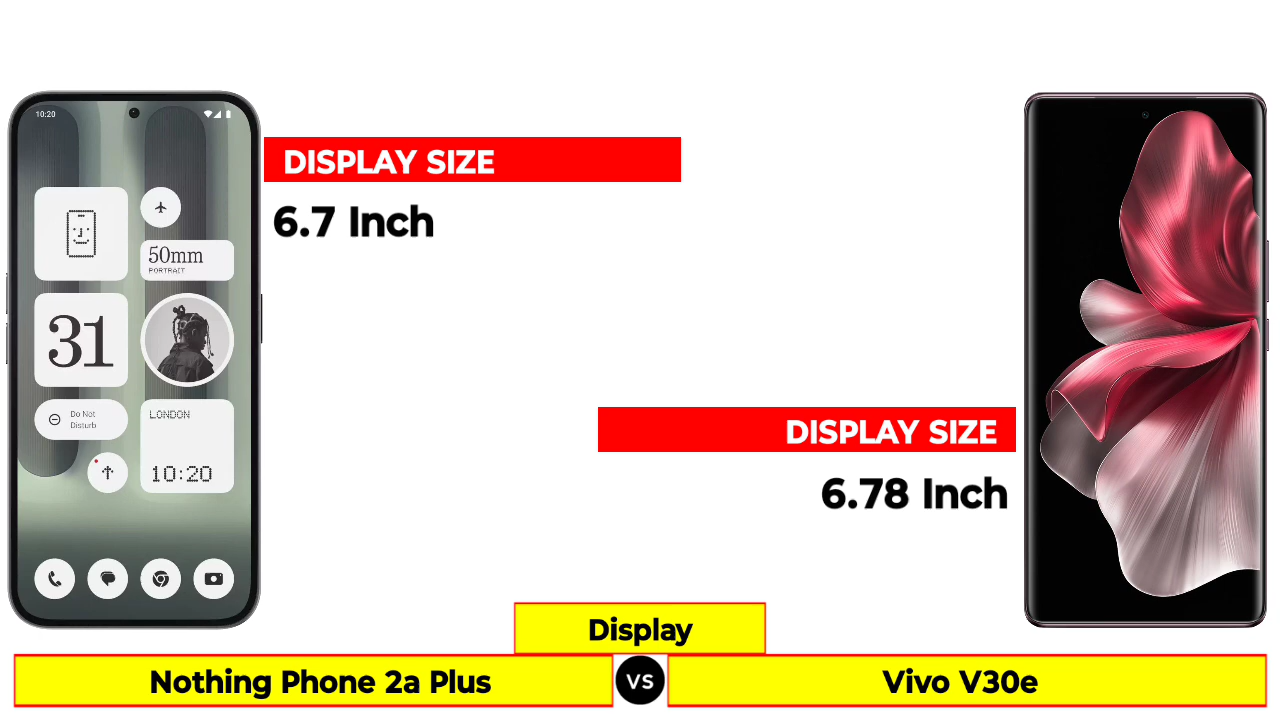 10:20
DISPLAY SIZE
6.7 Inch
50mm
PORTRAIT
31
Do Not
Disturb
LONDON
10:20
DISPLAY SIZE
6.78 Inch
Display
Nothing Phone 2a Plus
VS
Vivo V30e